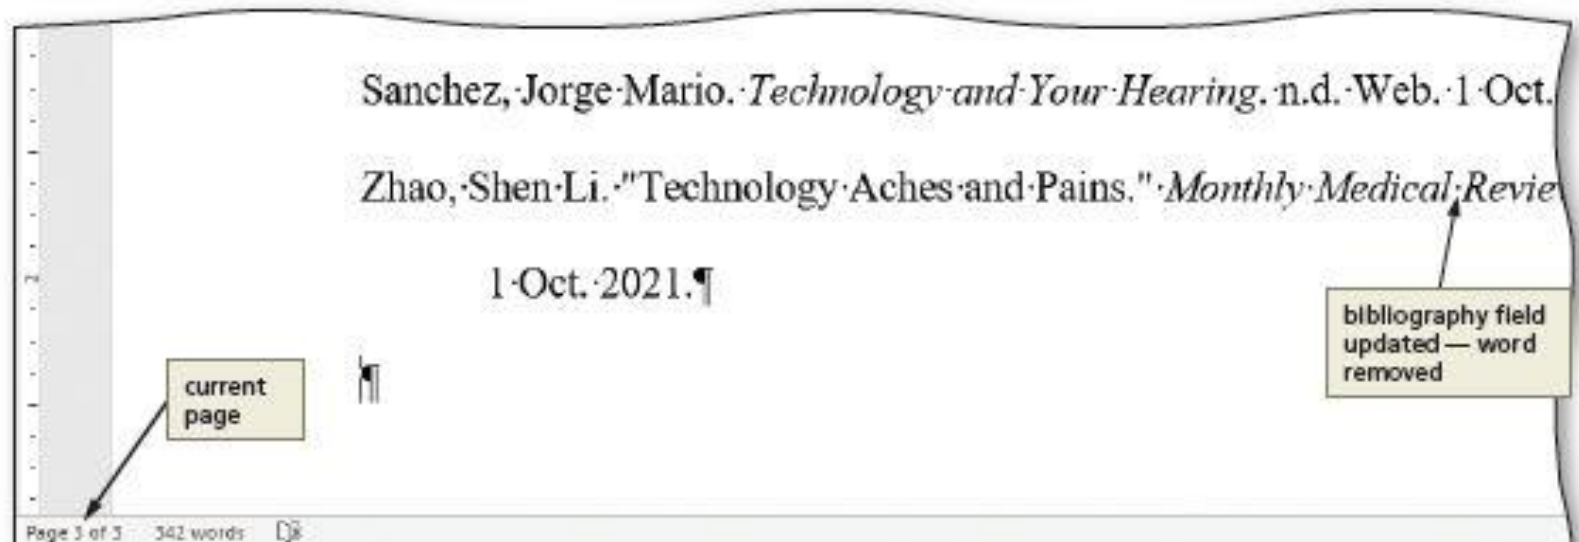 Sanchez, Jorge Mario. Technology and Your Hearing. n.d. Web. 1 Oct.
Zhao, Shen Li. "Technology Aches and Pains." Monthly Medical Revie
1 Oct. 2021.¶
¶
current
page
bibliography field
updated — word
removed
2
Page 3 of 3 342 words